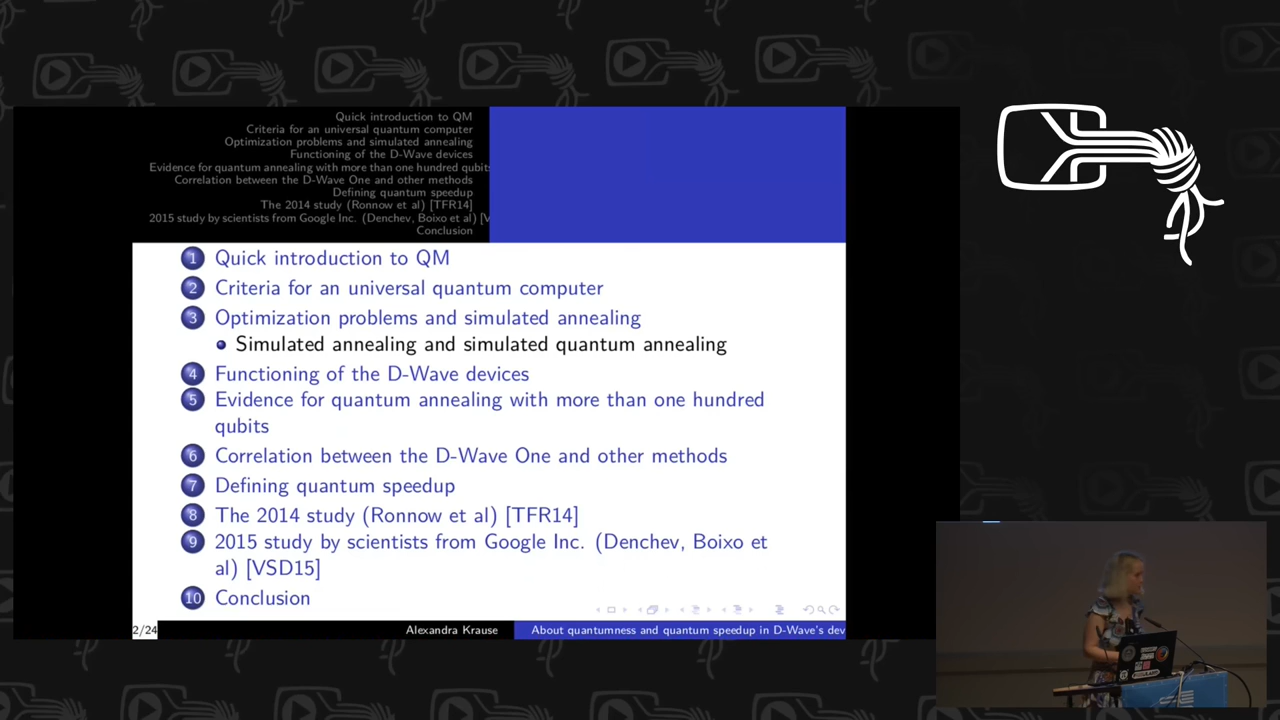 Quick introduction to QM
Criteria for an universal quantum computer
Optimization problems and simulated annealing
Functioning of the D-Wave devices
Evidence for quantum annealing with more than one hundred qubits
Correlation between the D-Wave One and other methods
Defining quantum speedup
The 2014 study (Ronnow et al) [TFR14]
2015 study by scientists from Google Inc. (Denchev, Boixo et al) [V
Conclusion
1 Quick introduction to QM
2 Criteria for an universal quantum computer
3 Optimization problems and simulated annealing
Simulated annealing and simulated quantum annealing
4 Functioning of the D-Wave devices
5 Evidence for quantum annealing with more than one hundred
qubits
6 Correlation between the D-Wave One and other methods
7 Defining quantum speedup
8 The 2014 study (Ronnow et al) [TFR14]
9 2015 study by scientists from Google Inc. (Denchev, Boixo et
al) [VSD15]
10 Conclusion
2/24 Alexandra Krause About quantumness and quantum speedup in D-Wave's dev